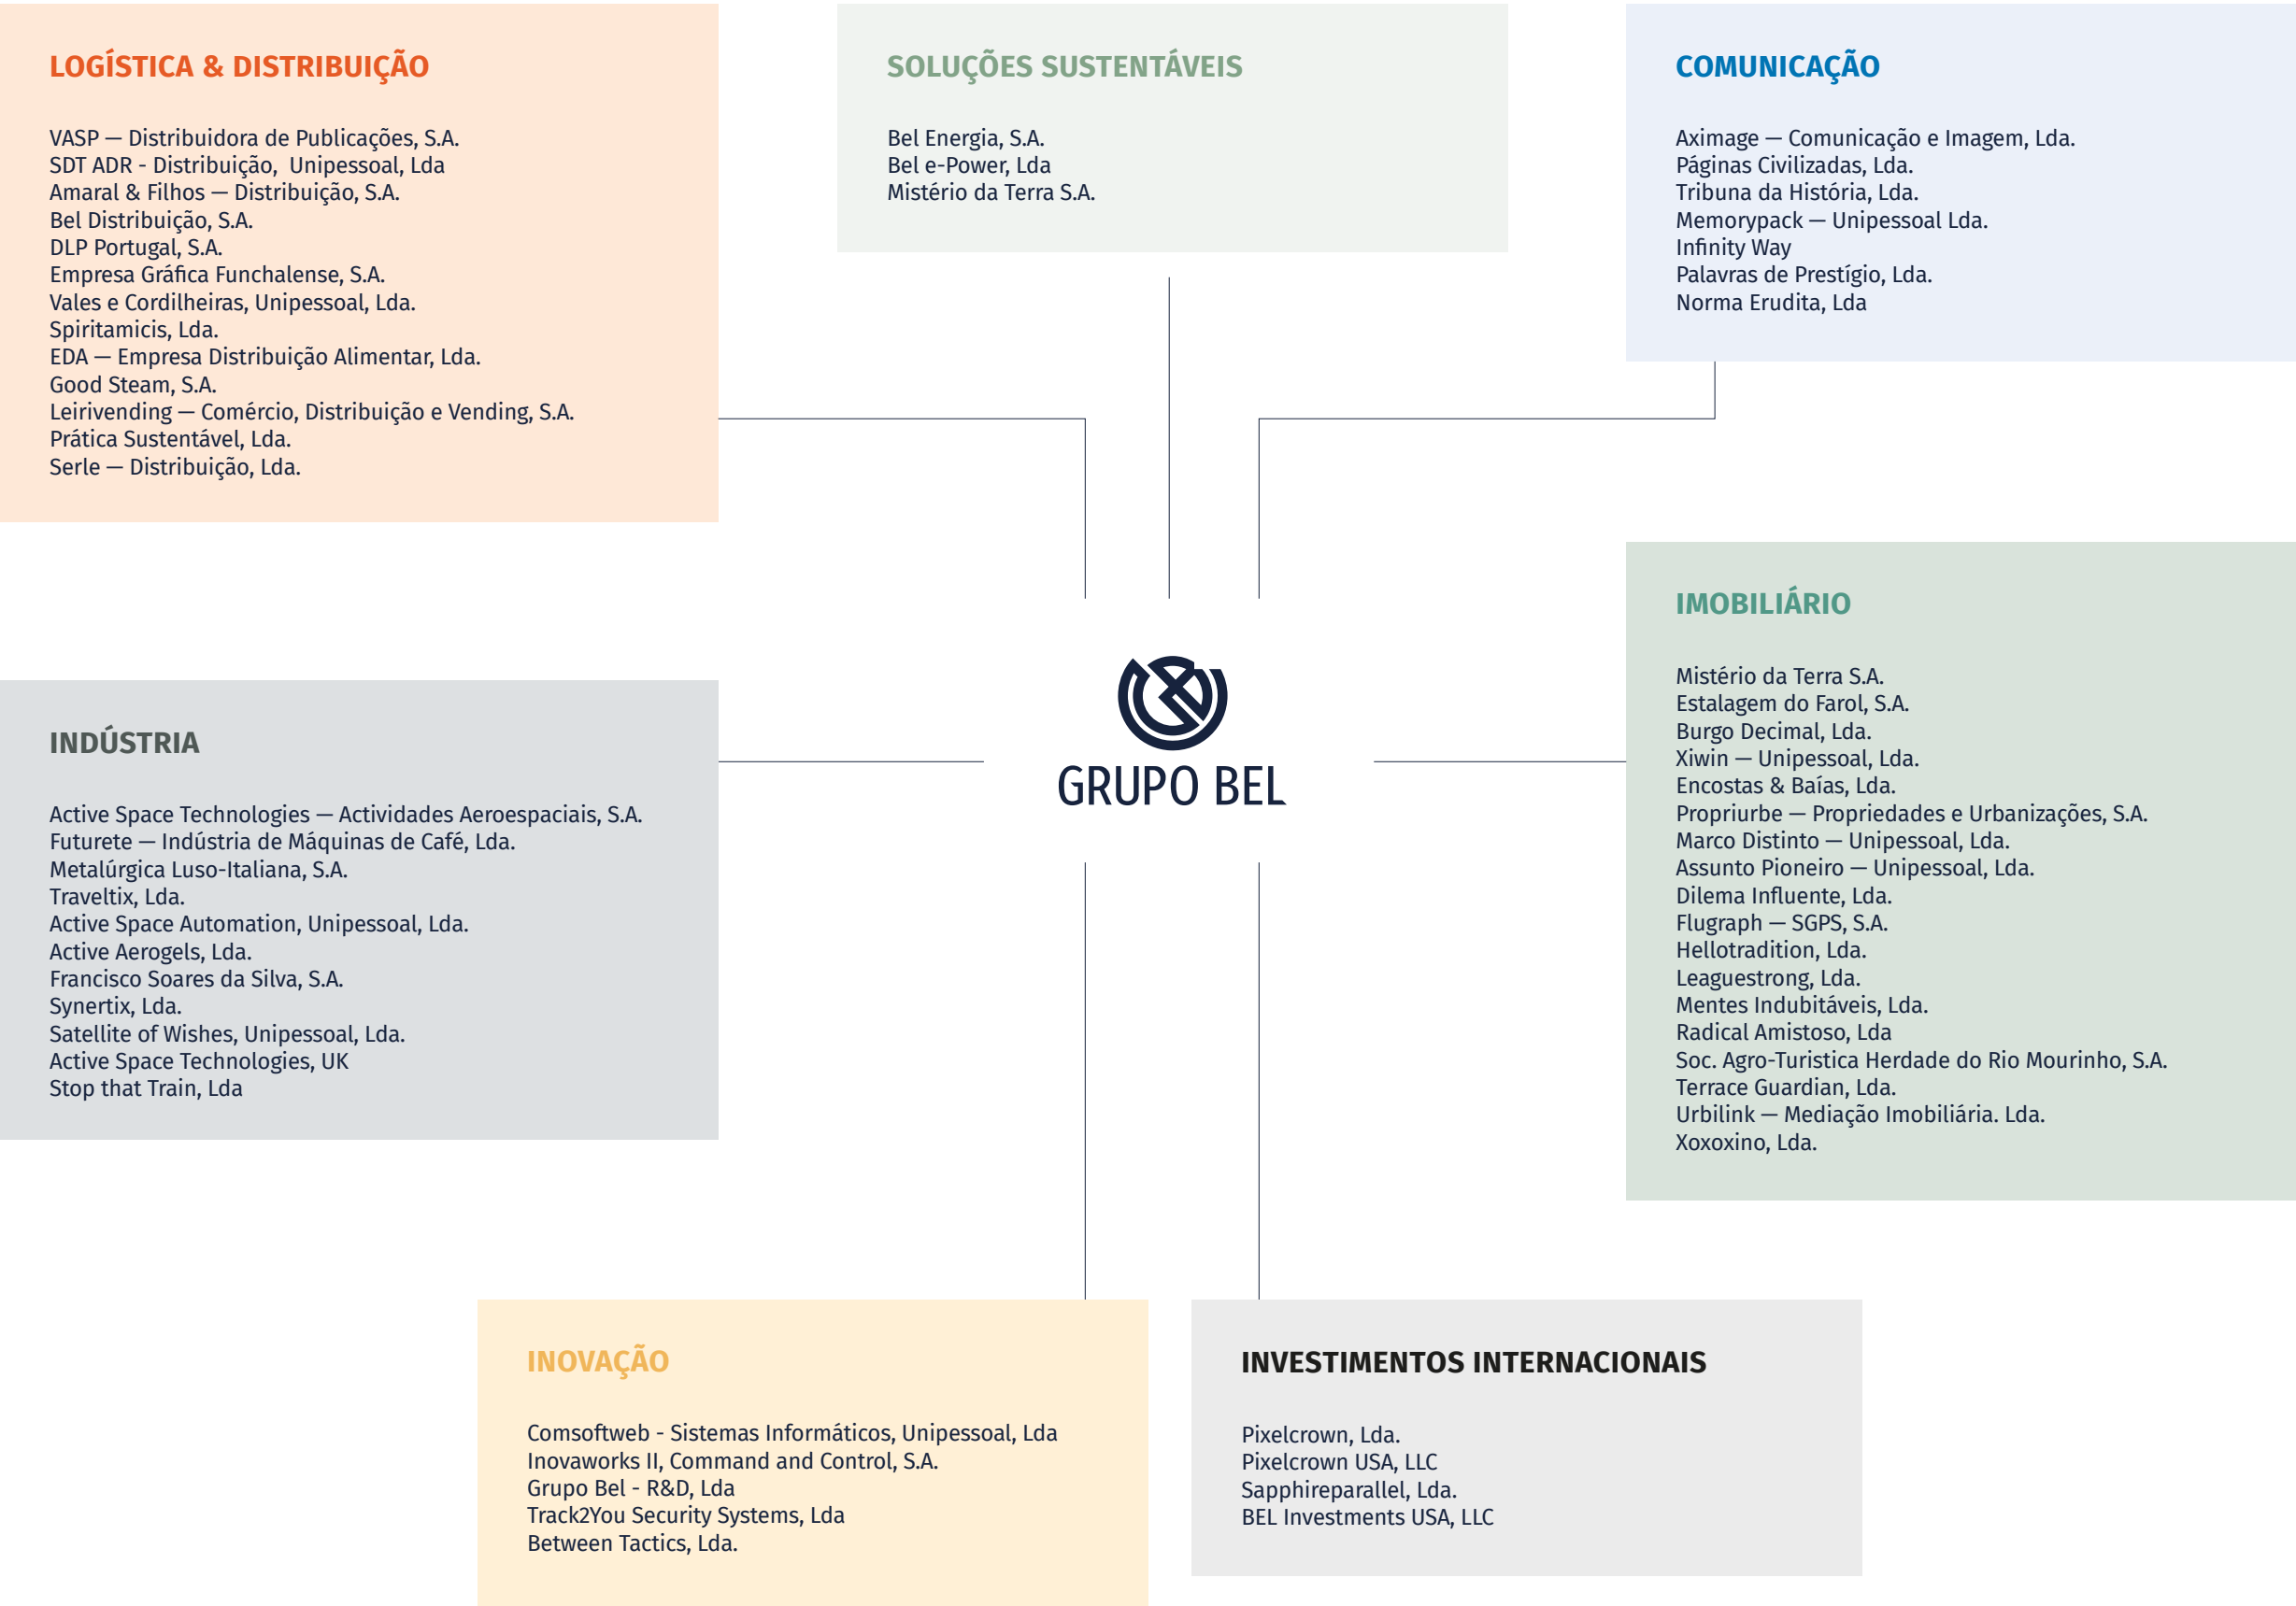 LOGÍSTICA & DISTRIBUIÇÃO
VASP — Distribuidora de Publicações, S.A.
SDT ADR - Distribuição,  Unipessoal, Lda
Amaral & Filhos — Distribuição, S.A.
Bel Distribuição, S.A.
DLP Portugal, S.A.
Empresa Gráfica Funchalense, S.A.
Vales e Cordilheiras, Unipessoal, Lda.
Spiritamicis, Lda.
EDA — Empresa Distribuição Alimentar, Lda.
Good Steam, S.A.
Leirivending — Comércio, Distribuição e Vending, S.A.
Prática Sustentável, Lda.
Serle — Distribuição, Lda.
SOLUÇÕES SUSTENTÁVEIS
Bel Energia, S.A.
Bel e-Power, Lda
Mistério da Terra S.A.
COMUNICAÇÃO
Aximage — Comunicação e Imagem, Lda.
Páginas Civilizadas, Lda.
Tribuna da História, Lda.
Memorypack — Unipessoal Lda.
Infinity Way
Palavras de Prestígio, Lda.
Norma Erudita, Lda
INDÚSTRIA
Active Space Technologies — Actividades Aeroespaciais, S.A.
Futurete — Indústria de Máquinas de Café, Lda.
Metalúrgica Luso-Italiana, S.A.
Traveltix, Lda.
Active Space Automation, Unipessoal, Lda.
Active Aerogels, Lda.
Francisco Soares da Silva, S.A.
Synertix, Lda.
Satellite of Wishes, Unipessoal, Lda.
Active Space Technologies, UK
Stop that Train, Lda
GRUPO BEL
IMOBILIÁRIO
Mistério da Terra S.A.
Estalagem do Farol, S.A.
Burgo Decimal, Lda.
Xiwin — Unipessoal, Lda.
Encostas & Baías, Lda.
Propriurbe — Propriedades e Urbanizações, S.A.
Marco Distinto — Unipessoal, Lda.
Assunto Pioneiro — Unipessoal, Lda.
Dilema Influente, Lda.
Flugraph — SGPS, S.A.
Hellotradition, Lda.
Leaguestrong, Lda.
Mentes Indubitáveis, Lda.
Radical Amistoso, Lda
Soc. Agro-Turistica Herdade do Rio Mourinho, S.A.
Terrace Guardian, Lda.
Urbilink — Mediação Imobiliária. Lda.
Xoxoxino, Lda.
INOVAÇÃO
Comsoftweb - Sistemas Informáticos, Unipessoal, Lda
Inovaworks II, Command and Control, S.A.
Grupo Bel - R&D, Lda
Track2You Security Systems, Lda
Between Tactics, Lda.
INVESTIMENTOS INTERNACIONAIS
Pixelcrown, Lda.
Pixelcrown USA, LLC
Sapphireparallel, Lda.
BEL Investments USA, LLC